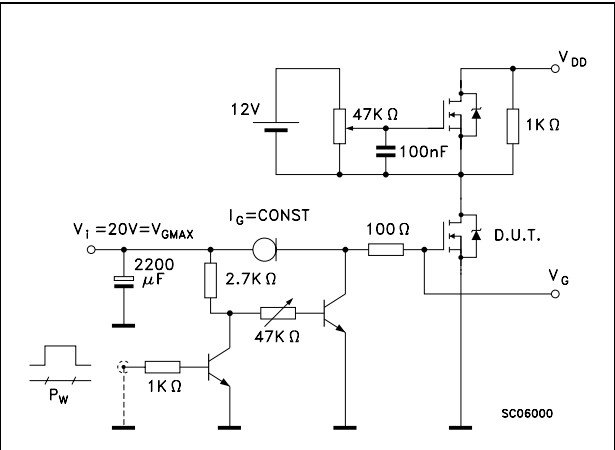 V_DD
12V
47K Ω
1K Ω
100nF
I_G=CONST
V_i =20V=V_GMAX
100 Ω
D.U.T.
2200
μF
2.7K Ω
V_G
47K Ω
1K Ω
P_W
SC06000